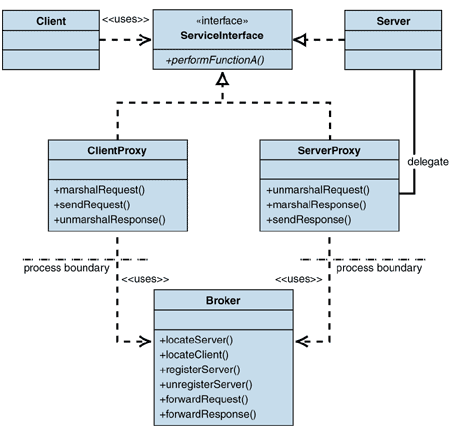 Client
<<uses>>
«interface»
ServiceInterface
+performFunctionA()
Server
ClientProxy
+marshalRequest()
+sendRequest()
+unmarshalResponse()
ServerProxy
+unmarshalRequest()
+marshalResponse()
+sendResponse()
delegate
process boundary
<<uses>>
<<uses>>
process boundary
Broker
+locateServer()
+locateClient()
+registerServer()
+unregisterServer()
+forwardRequest()
+forwardResponse()